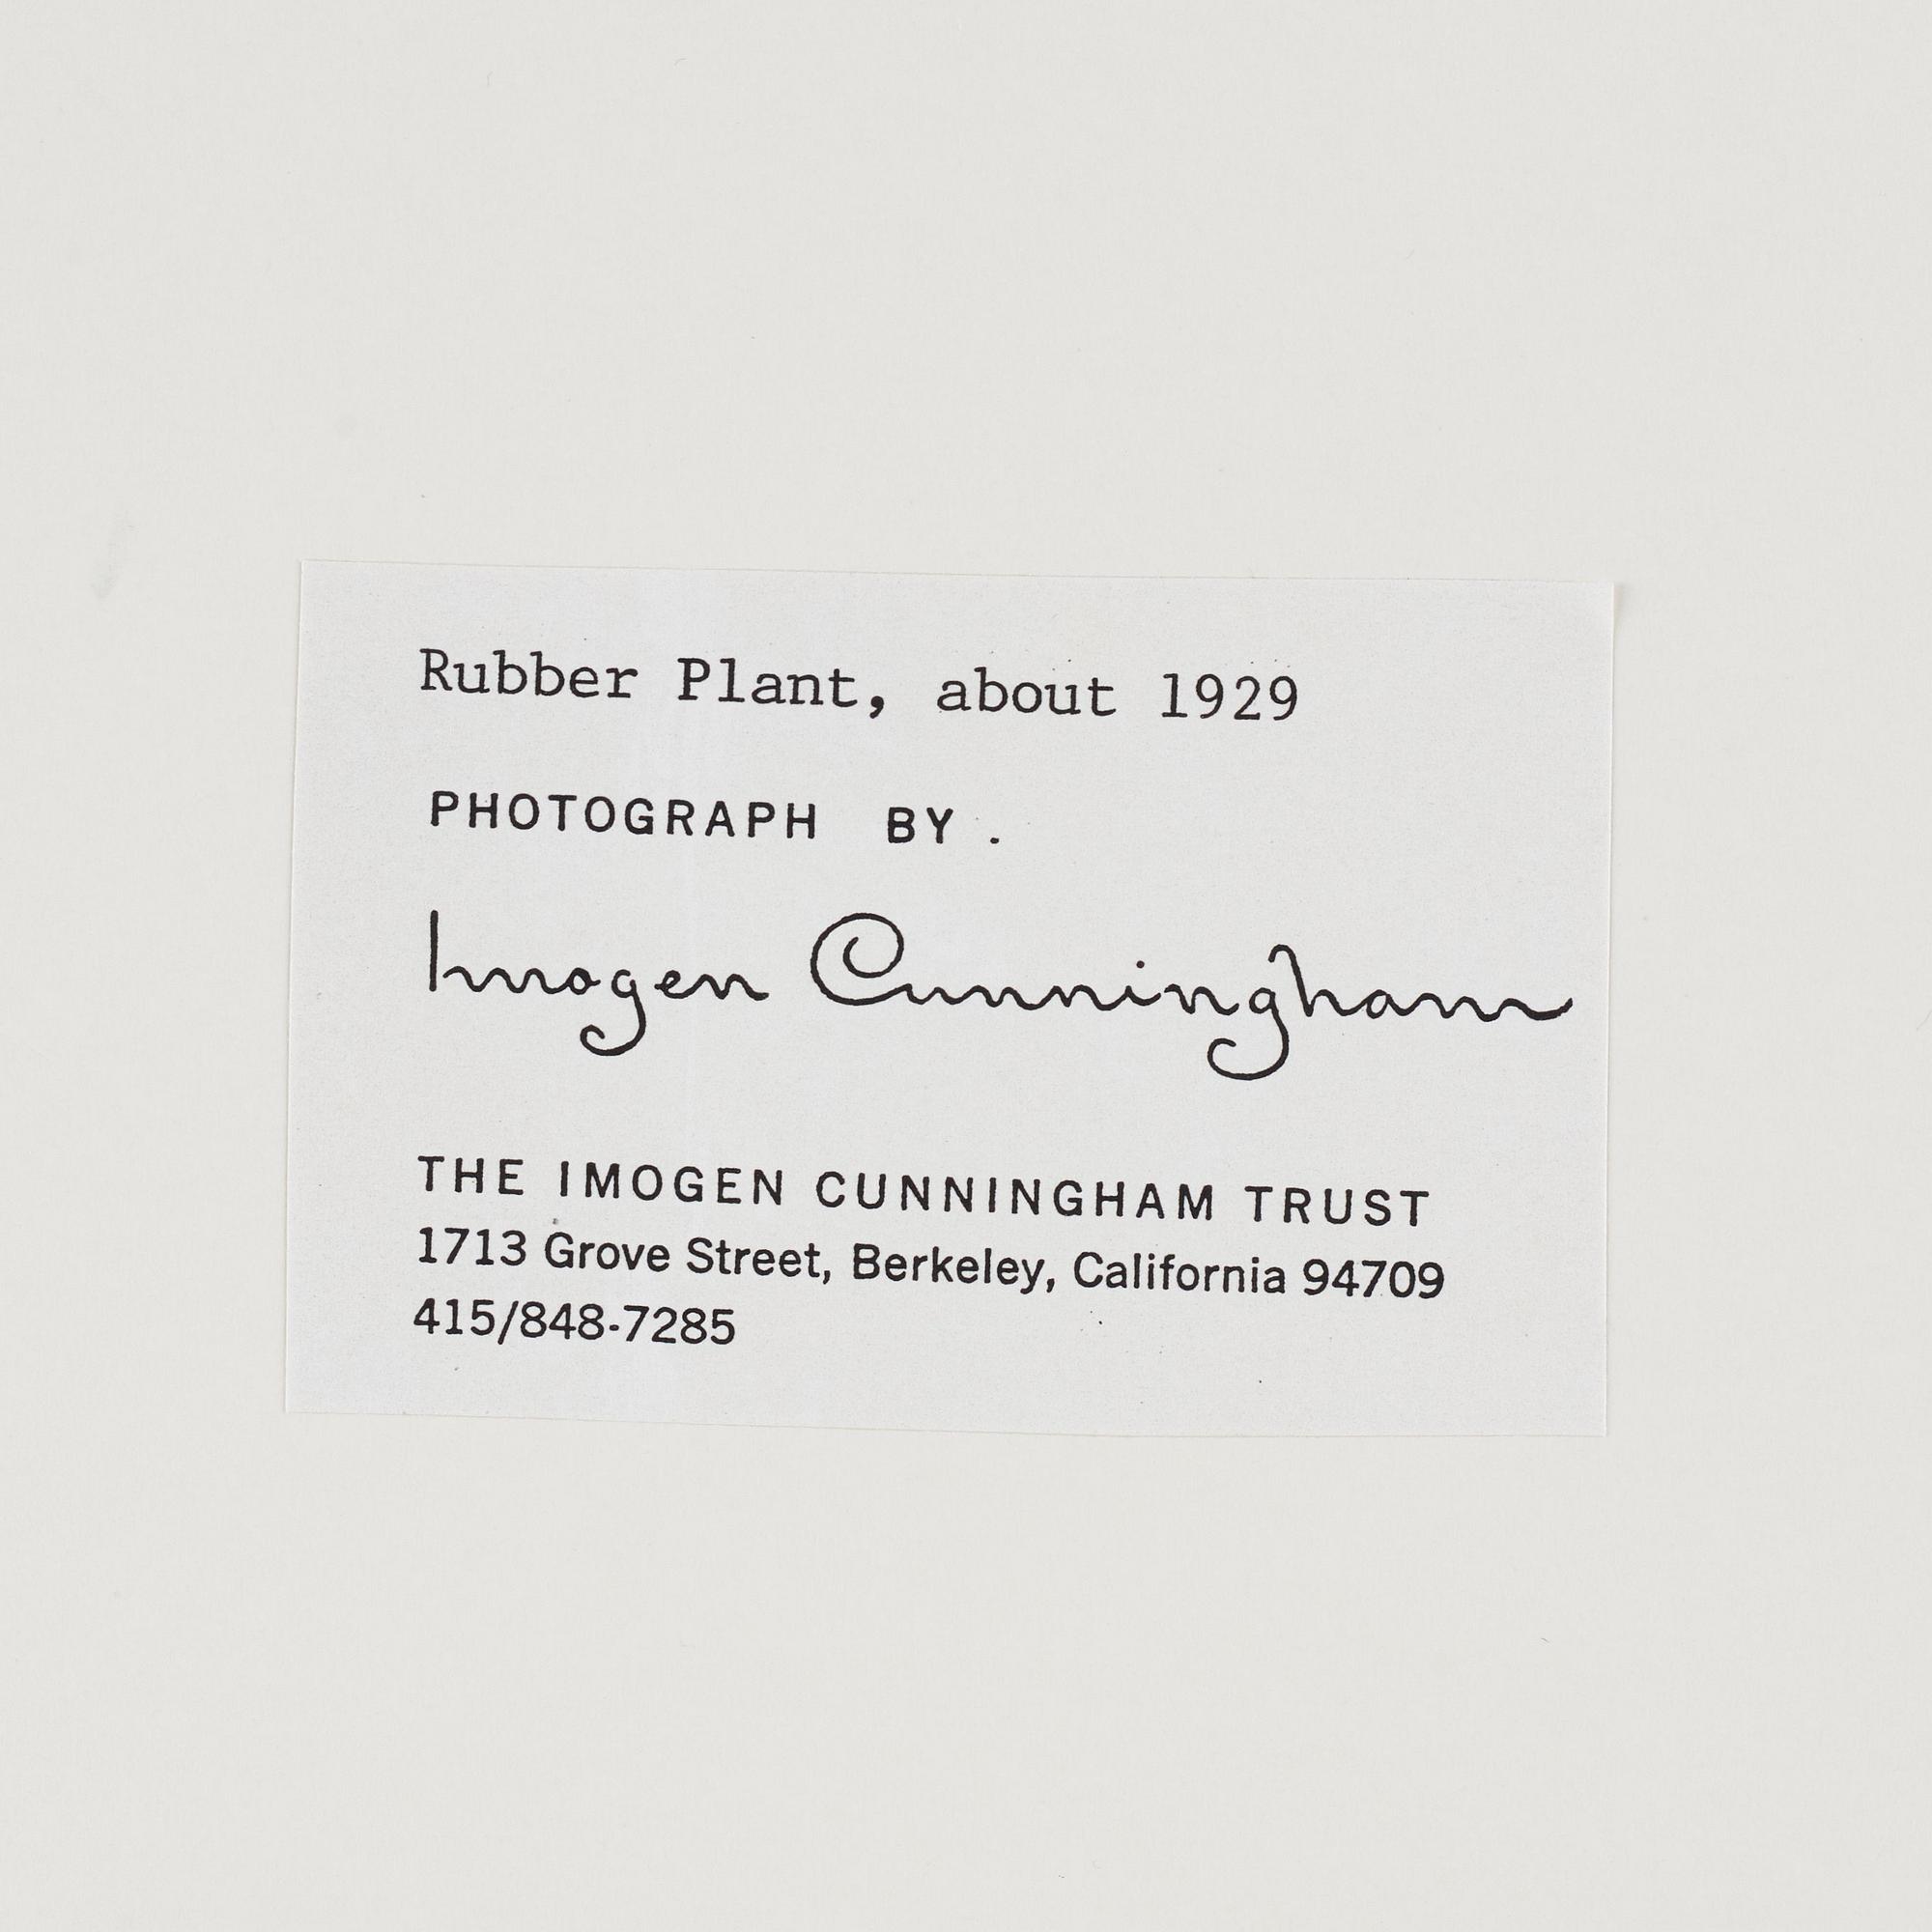 Rubber Plant, about 1929
PHOTOGRAPH BY .
Imogen Cunningham
THE IMOGEN CUNNINGHAM TRUST
1713 Grove Street, Berkeley, California 94709
415/848-7285